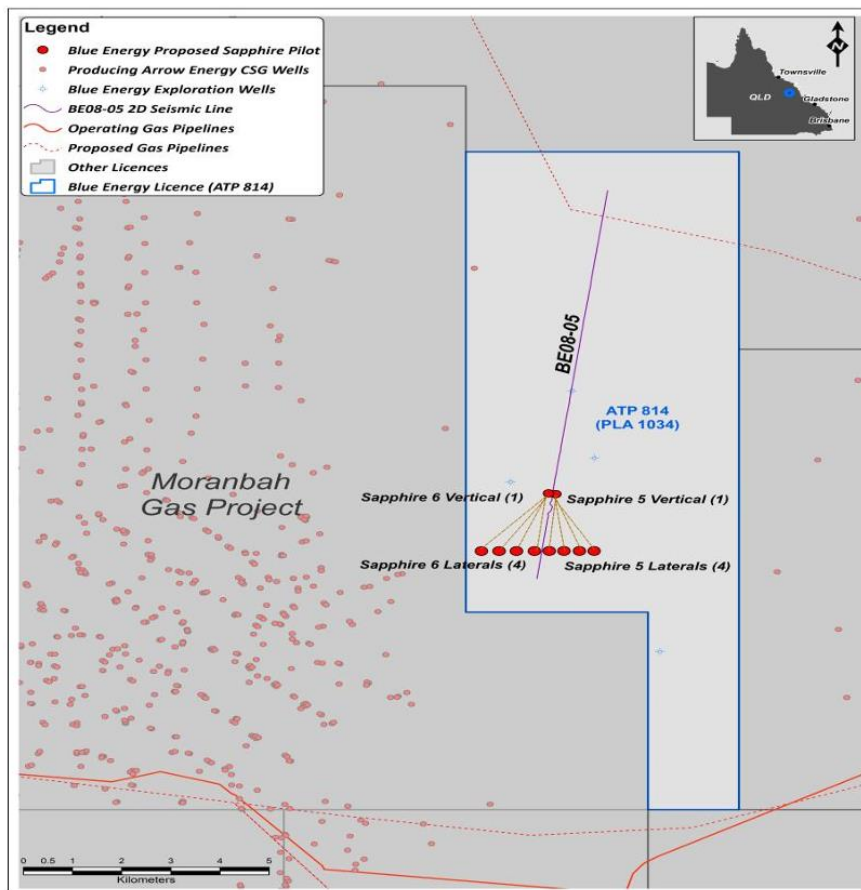 Legend
Blue Energy Proposed Sapphire Pilot
Producing Arrow Energy CSG Wells
Blue Energy Exploration Wells
BE08-05 2D Seismic Line
Operating Gas Pipelines
Proposed Gas Pipelines
Other Licences
Blue Energy Licence (ATP 814)
N
Townsville
QLD
Gladstone
Brisbane
BE08-05
ATP 814
(PLA 1034)
Moranbah
Gas Project
Sapphire 6 Vertical (1)
Sapphire 5 Vertical (1)
Sapphire 6 Laterals (4)
Sapphire 5 Laterals (4)
0 0.5 1 2 3 4 5
Kilometers